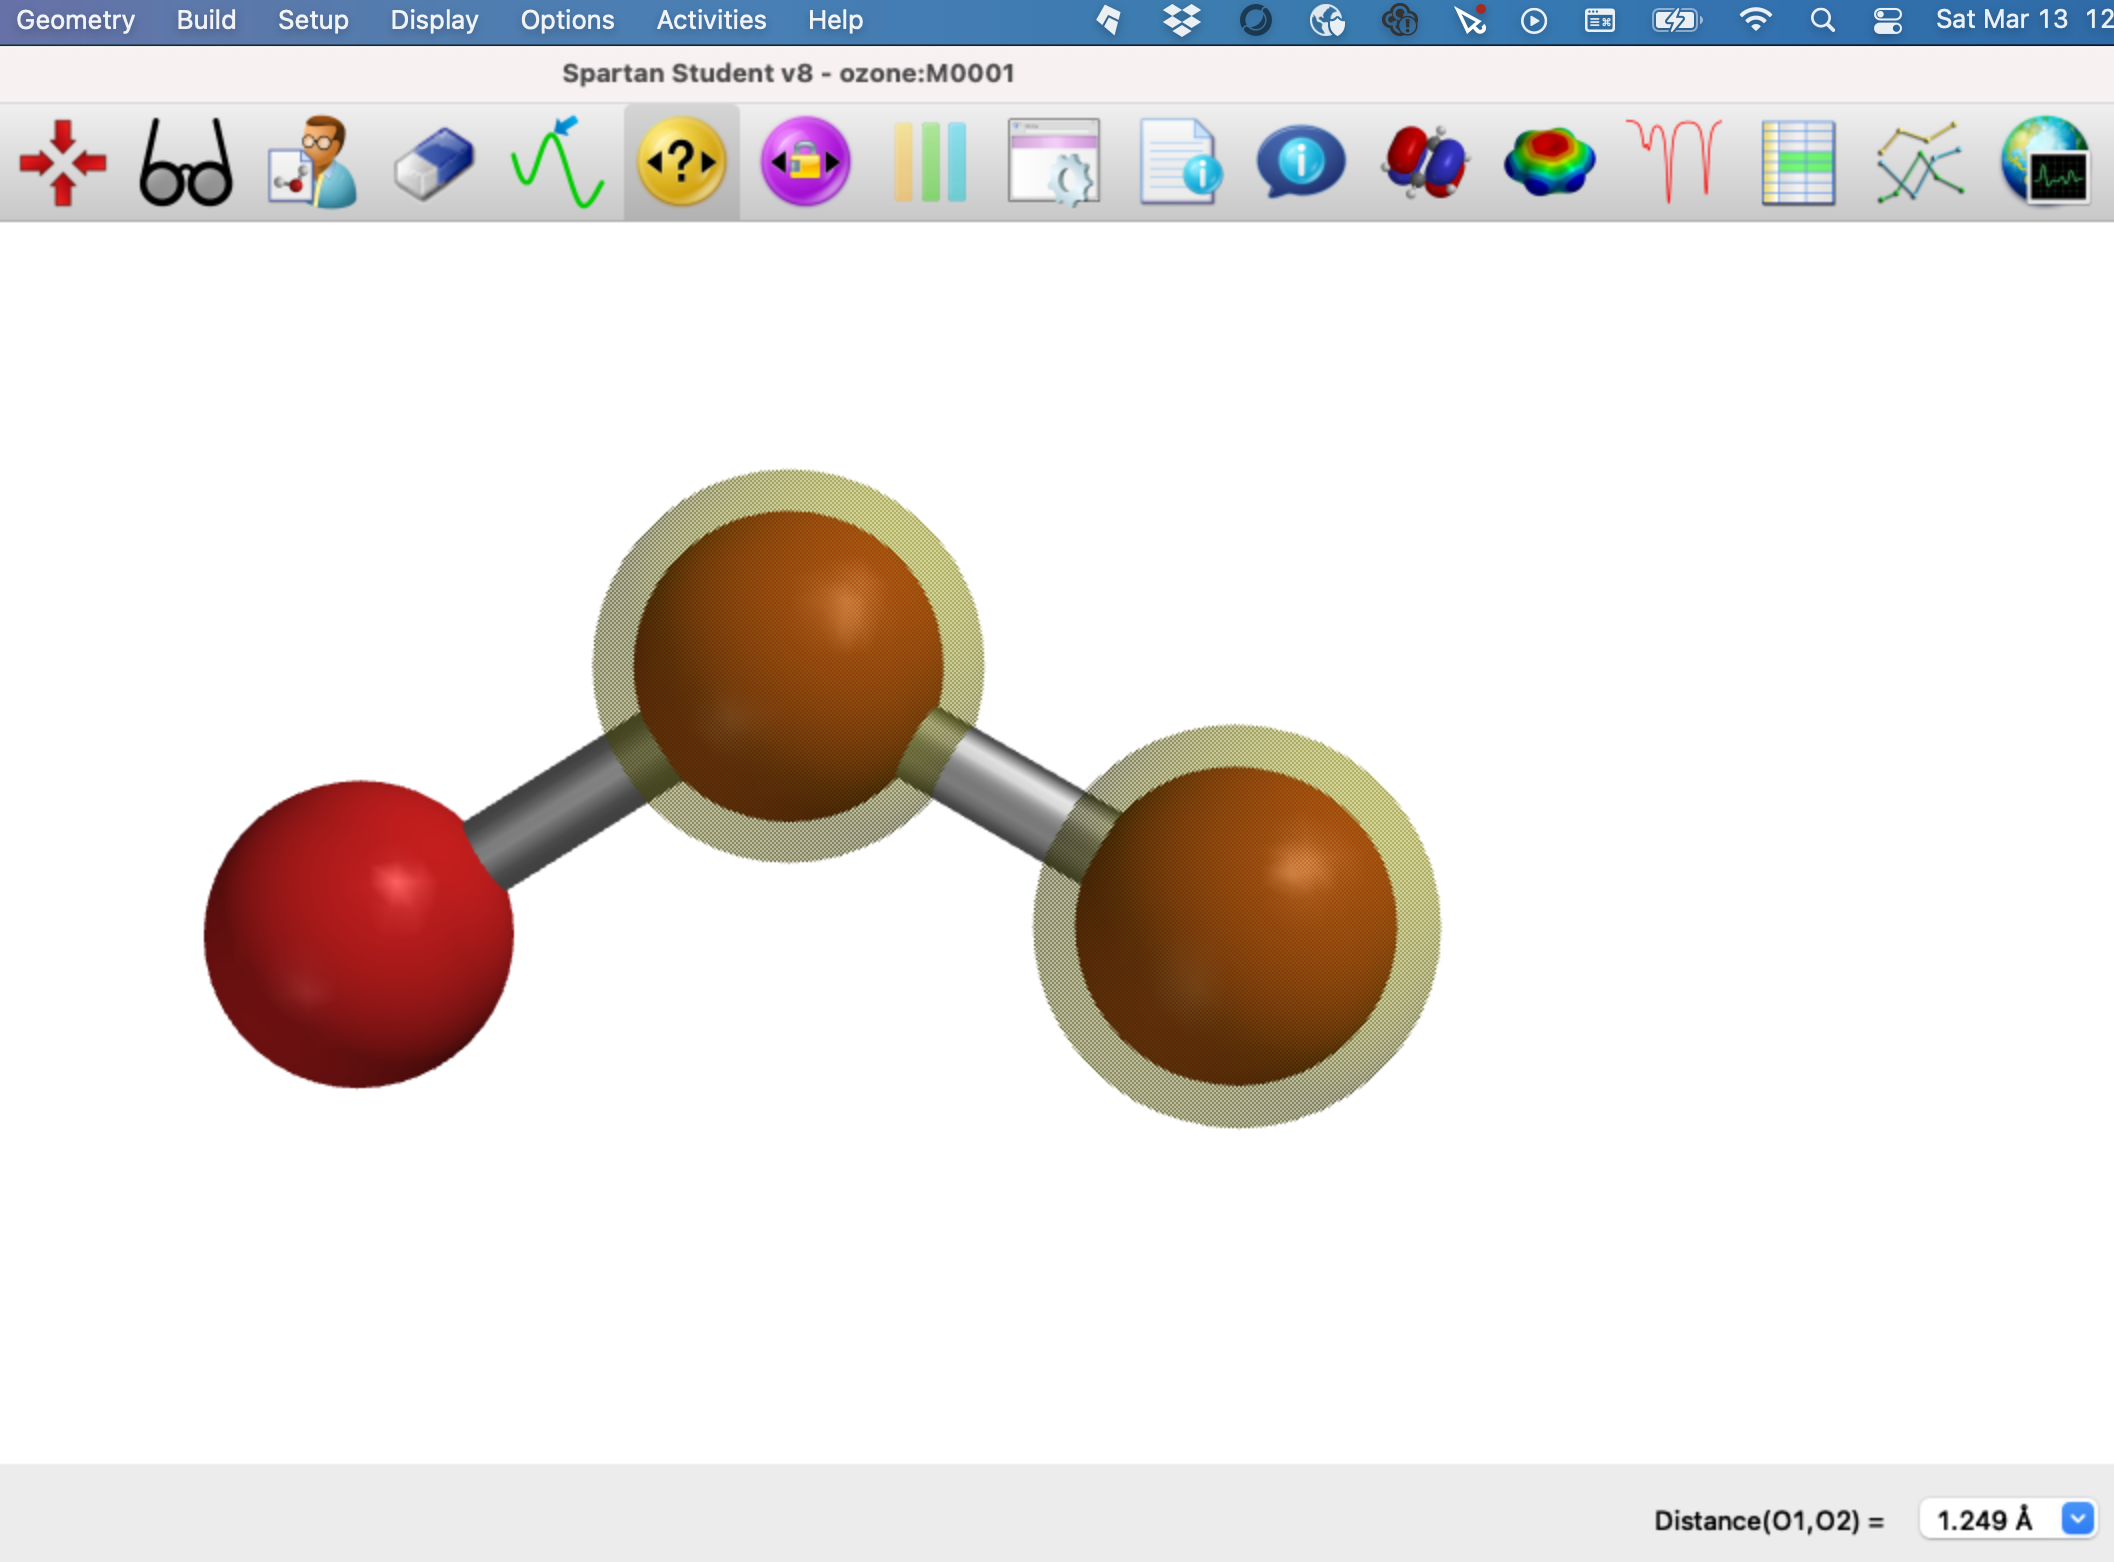 Geometry Build Setup Display Options Activities Help Sat Mar 13 12
Spartan Student v8 - ozone:M0001
?
Distance(O1,O2) = 1.249 Å